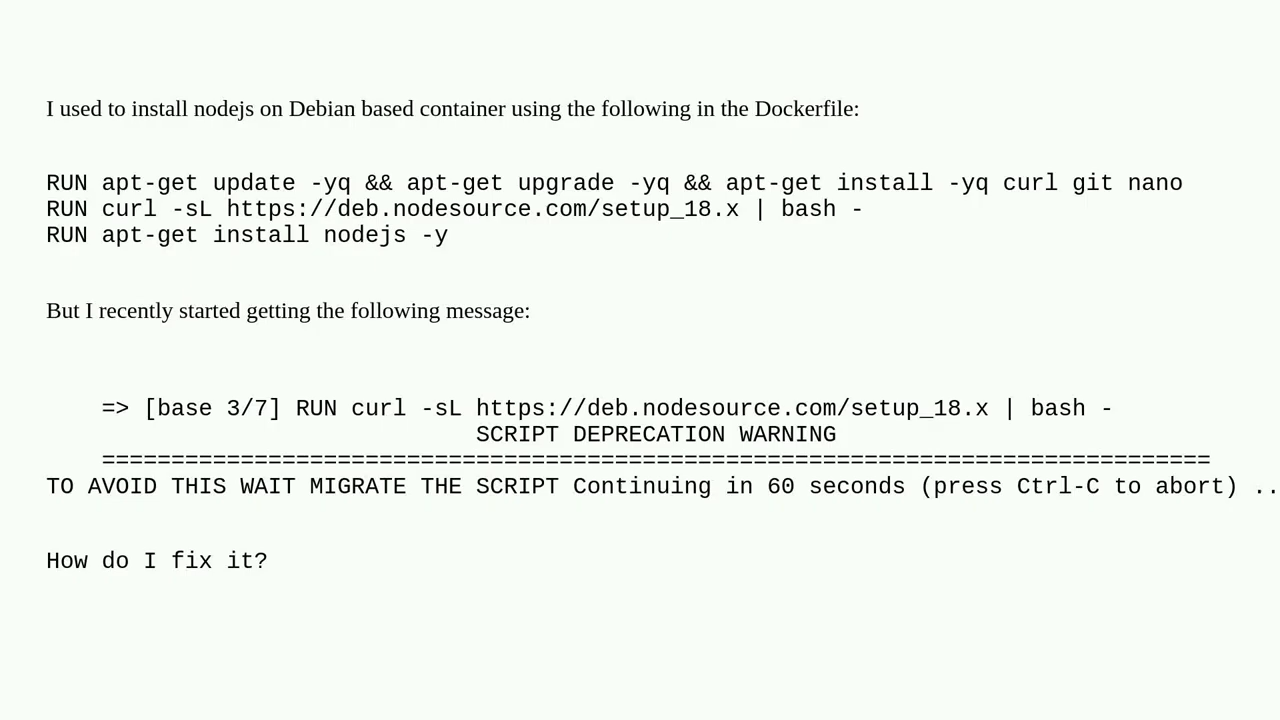 I used to install nodejs on Debian based container using the following in the Dockerfile:
RUN apt-get update -yq && apt-get upgrade -yq && apt-get install -yq curl git nano
RUN curl -sL https://deb.nodesource.com/setup_18.x | bash -
RUN apt-get install nodejs -y
But I recently started getting the following message:
=> [base 3/7] RUN curl -sL https://deb.nodesource.com/setup_18.x | bash -
SCRIPT DEPRECATION WARNING
================================================================================
TO AVOID THIS WAIT MIGRATE THE SCRIPT Continuing in 60 seconds (press Ctrl-C to abort) ..
How do I fix it?